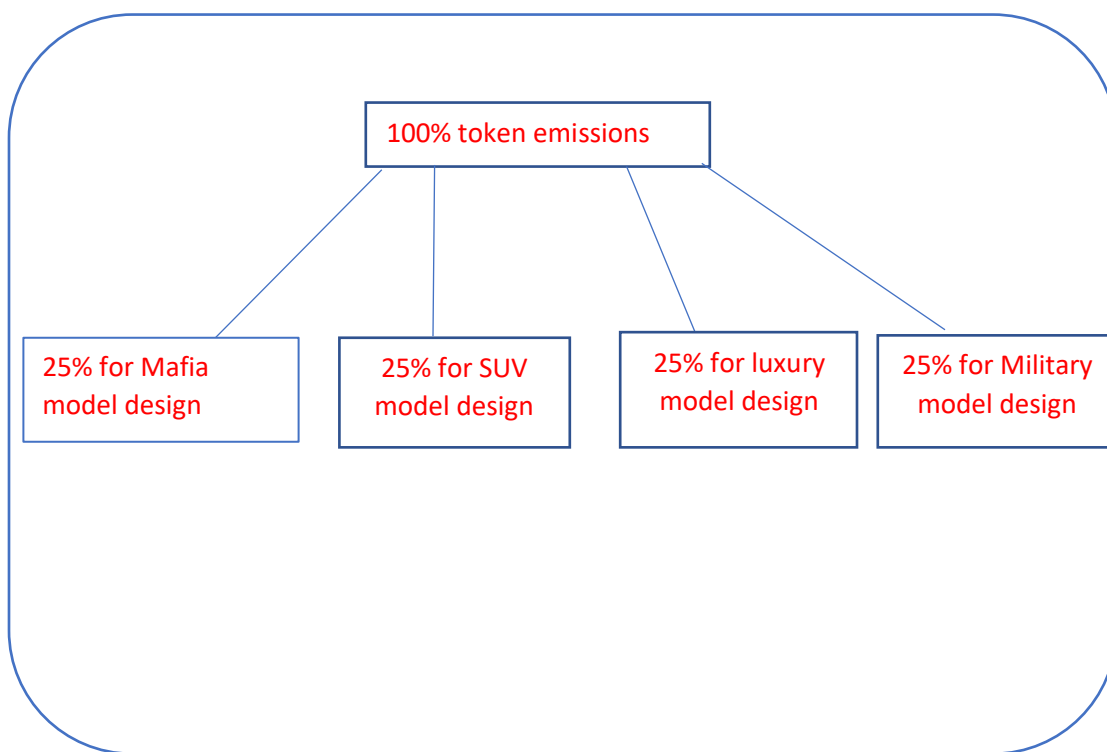 100% token emissions
25% for Mafia
model design
25% for SUV
model design
25% for luxury
model design
25% for Military
model design